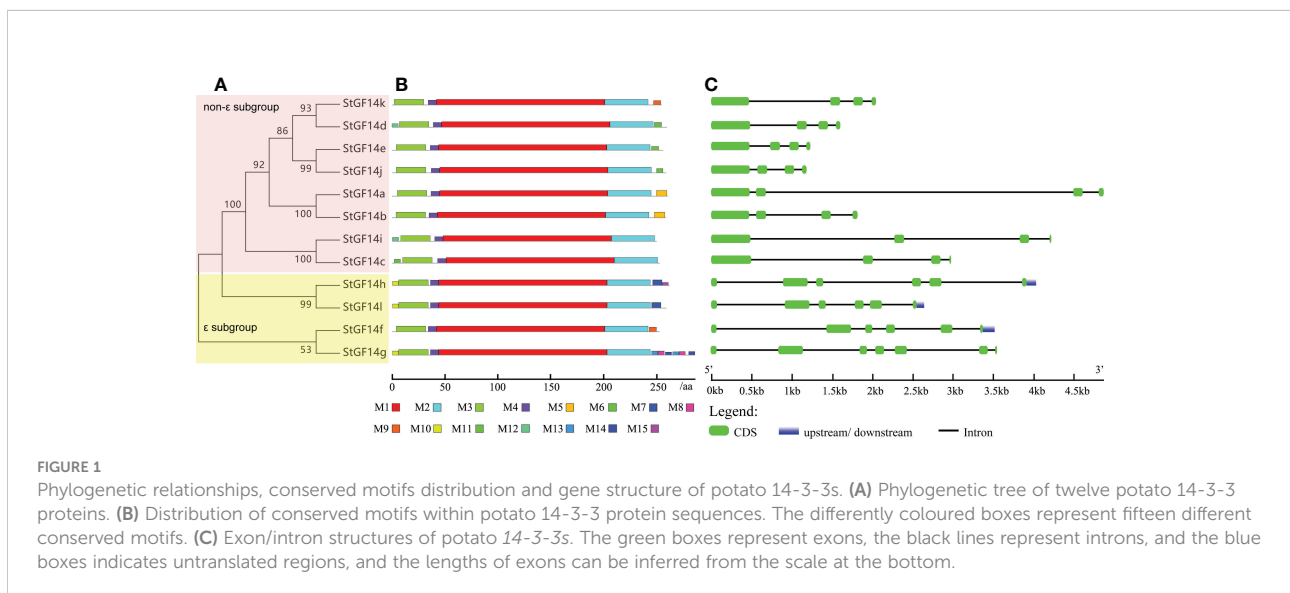 A
B
C
non-ε subgroup
ε subgroup
93
86
99
92
100
100
100
99
53
StGF14k
StGF14d
StGF14e
StGF14j
StGF14a
StGF14b
StGF14i
StGF14c
StGF14h
StGF14l
StGF14f
StGF14g
0 50 100 150 200 250 /aa
M1 M2 M3 M4 M5 M6 M7 M8
M9 M10 M11 M12 M13 M14 M15
5' 3'
0kb 0.5kb 1kb 1.5kb 2kb 2.5kb 3kb 3.5kb 4kb 4.5kb
Legend:
CDS upstream/ downstream Intron
FIGURE 1
Phylogenetic relationships, conserved motifs distribution and gene structure of potato 14-3-3s. (A) Phylogenetic tree of twelve potato 14-3-3
proteins. (B) Distribution of conserved motifs within potato 14-3-3 protein sequences. The differently coloured boxes represent fifteen different
conserved motifs. (C) Exon/intron structures of potato 14-3-3s. The green boxes represent exons, the black lines represent introns, and the blue
boxes indicates untranslated regions, and the lengths of exons can be inferred from the scale at the bottom.